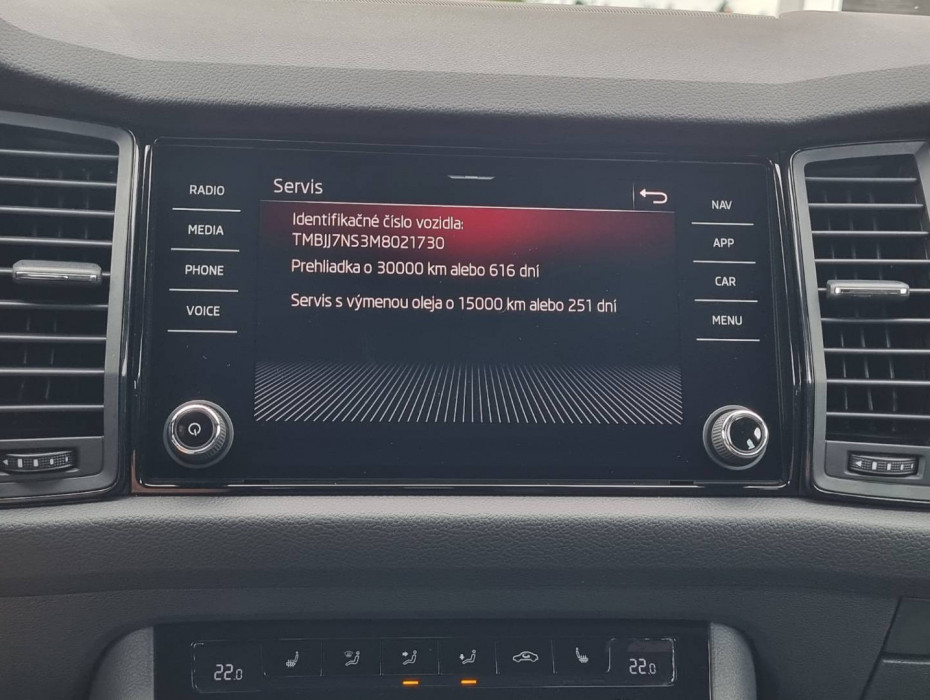 Servis
RADIO
MEDIA
PHONE
VOICE
Identifikačné číslo vozidla:
TMBJJ7NS3M8021730
Prehliadka o 30000 km alebo 616 dní
Servis s výmenou oleja o 15000 km alebo 251 dní
NAV
APP
CAR
MENU
22.0
22.0